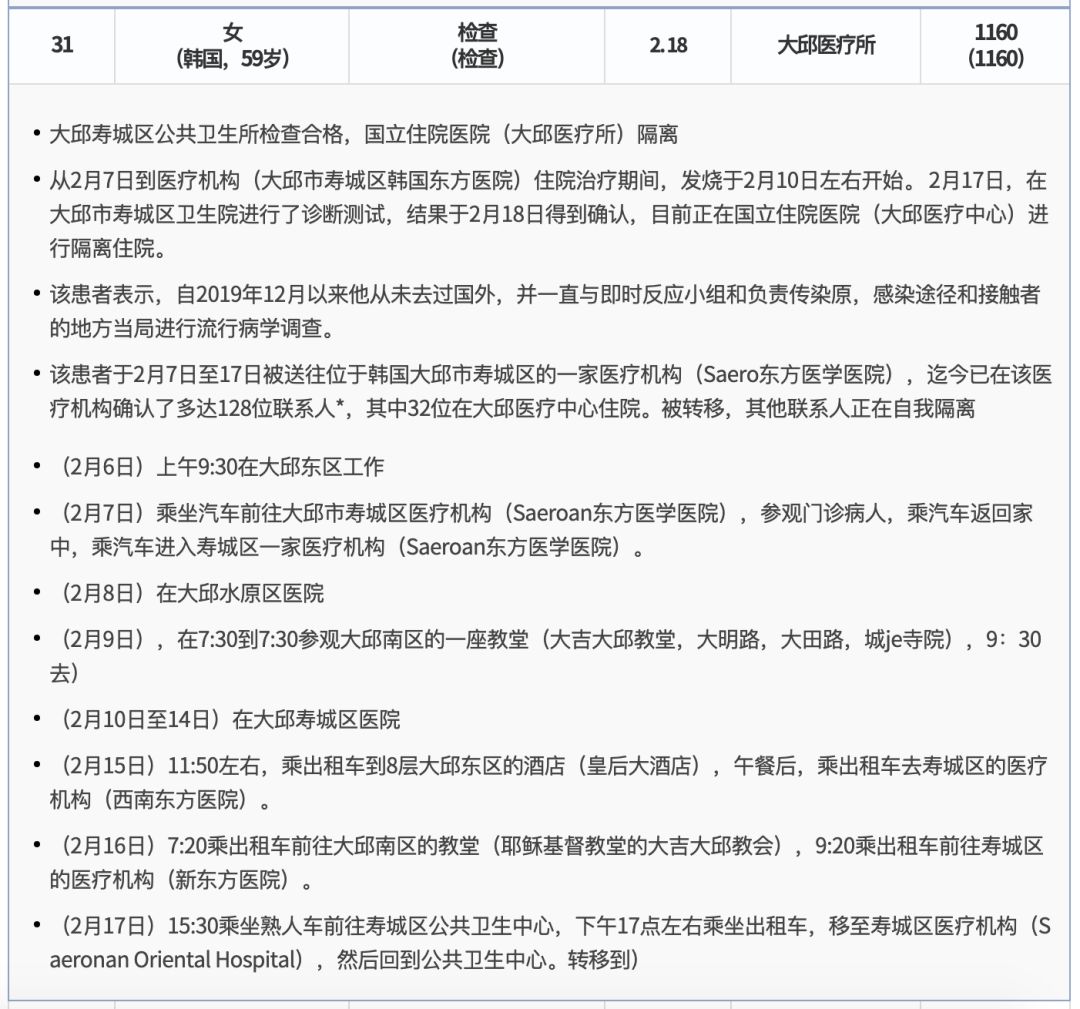 31 女 检查 2.18 大邱医疗所 1160
(韩国，59岁) (检查) (1160)
• 大邱寿城区公共卫生所检查合格，国立住院医院（大邱医疗所）隔离
• 从2月7日到医疗机构（大邱市寿城区韩国东方医院）住院治疗期间，发烧于2月10日左右开始。 2月17日，在
大邱市寿城区卫生院进行了诊断测试，结果于2月18日得到确认，目前正在国立住院医院（大邱医疗中心）进
行隔离住院。
• 该患者表示，自2019年12月以来他从未去过国外，并一直与即时反应小组和负责传染原，感染途径和接触者
的地方当局进行流行病学调查。
• 该患者于2月7日至17日被送往位于韩国大邱市寿城区的一家医疗机构（Saero东方医学医院），迄今已在该医
疗机构确认了多达128位联系人*，其中32位在大邱医疗中心住院。被转移，其他联系人正在自我隔离
• （2月6日）上午9:30在大邱东区工作
• （2月7日）乘坐汽车前往大邱市寿城区医疗机构（Saeroan东方医学医院），参观门诊病人，乘汽车返回家
中，乘汽车进入寿城区一家医疗机构（Saeroan东方医学医院）。
• （2月8日）在大邱水原区医院
• （2月9日），在7:30到7:30参观大邱南区的一座教堂（大吉大邱教堂，大明路，大田路，城je寺院），9：30
去)
• （2月10日至14日）在大邱寿城区医院
• （2月15日）11:50左右，乘出租车到8层大邱东区的酒店（皇后大酒店），午餐后，乘出租车去寿城区的医疗
机构（西南东方医院）。
• （2月16日）7:20乘出租车前往大邱南区的教堂（耶稣基督教堂的大吉大邱教会），9:20乘出租车前往寿城区
的医疗机构（新东方医院）。
• （2月17日）15:30乘坐熟人车前往寿城区公共卫生中心，下午17点左右乘坐出租车，移至寿城区医疗机构（S
aeronan Oriental Hospital），然后回到公共卫生中心。转移到)